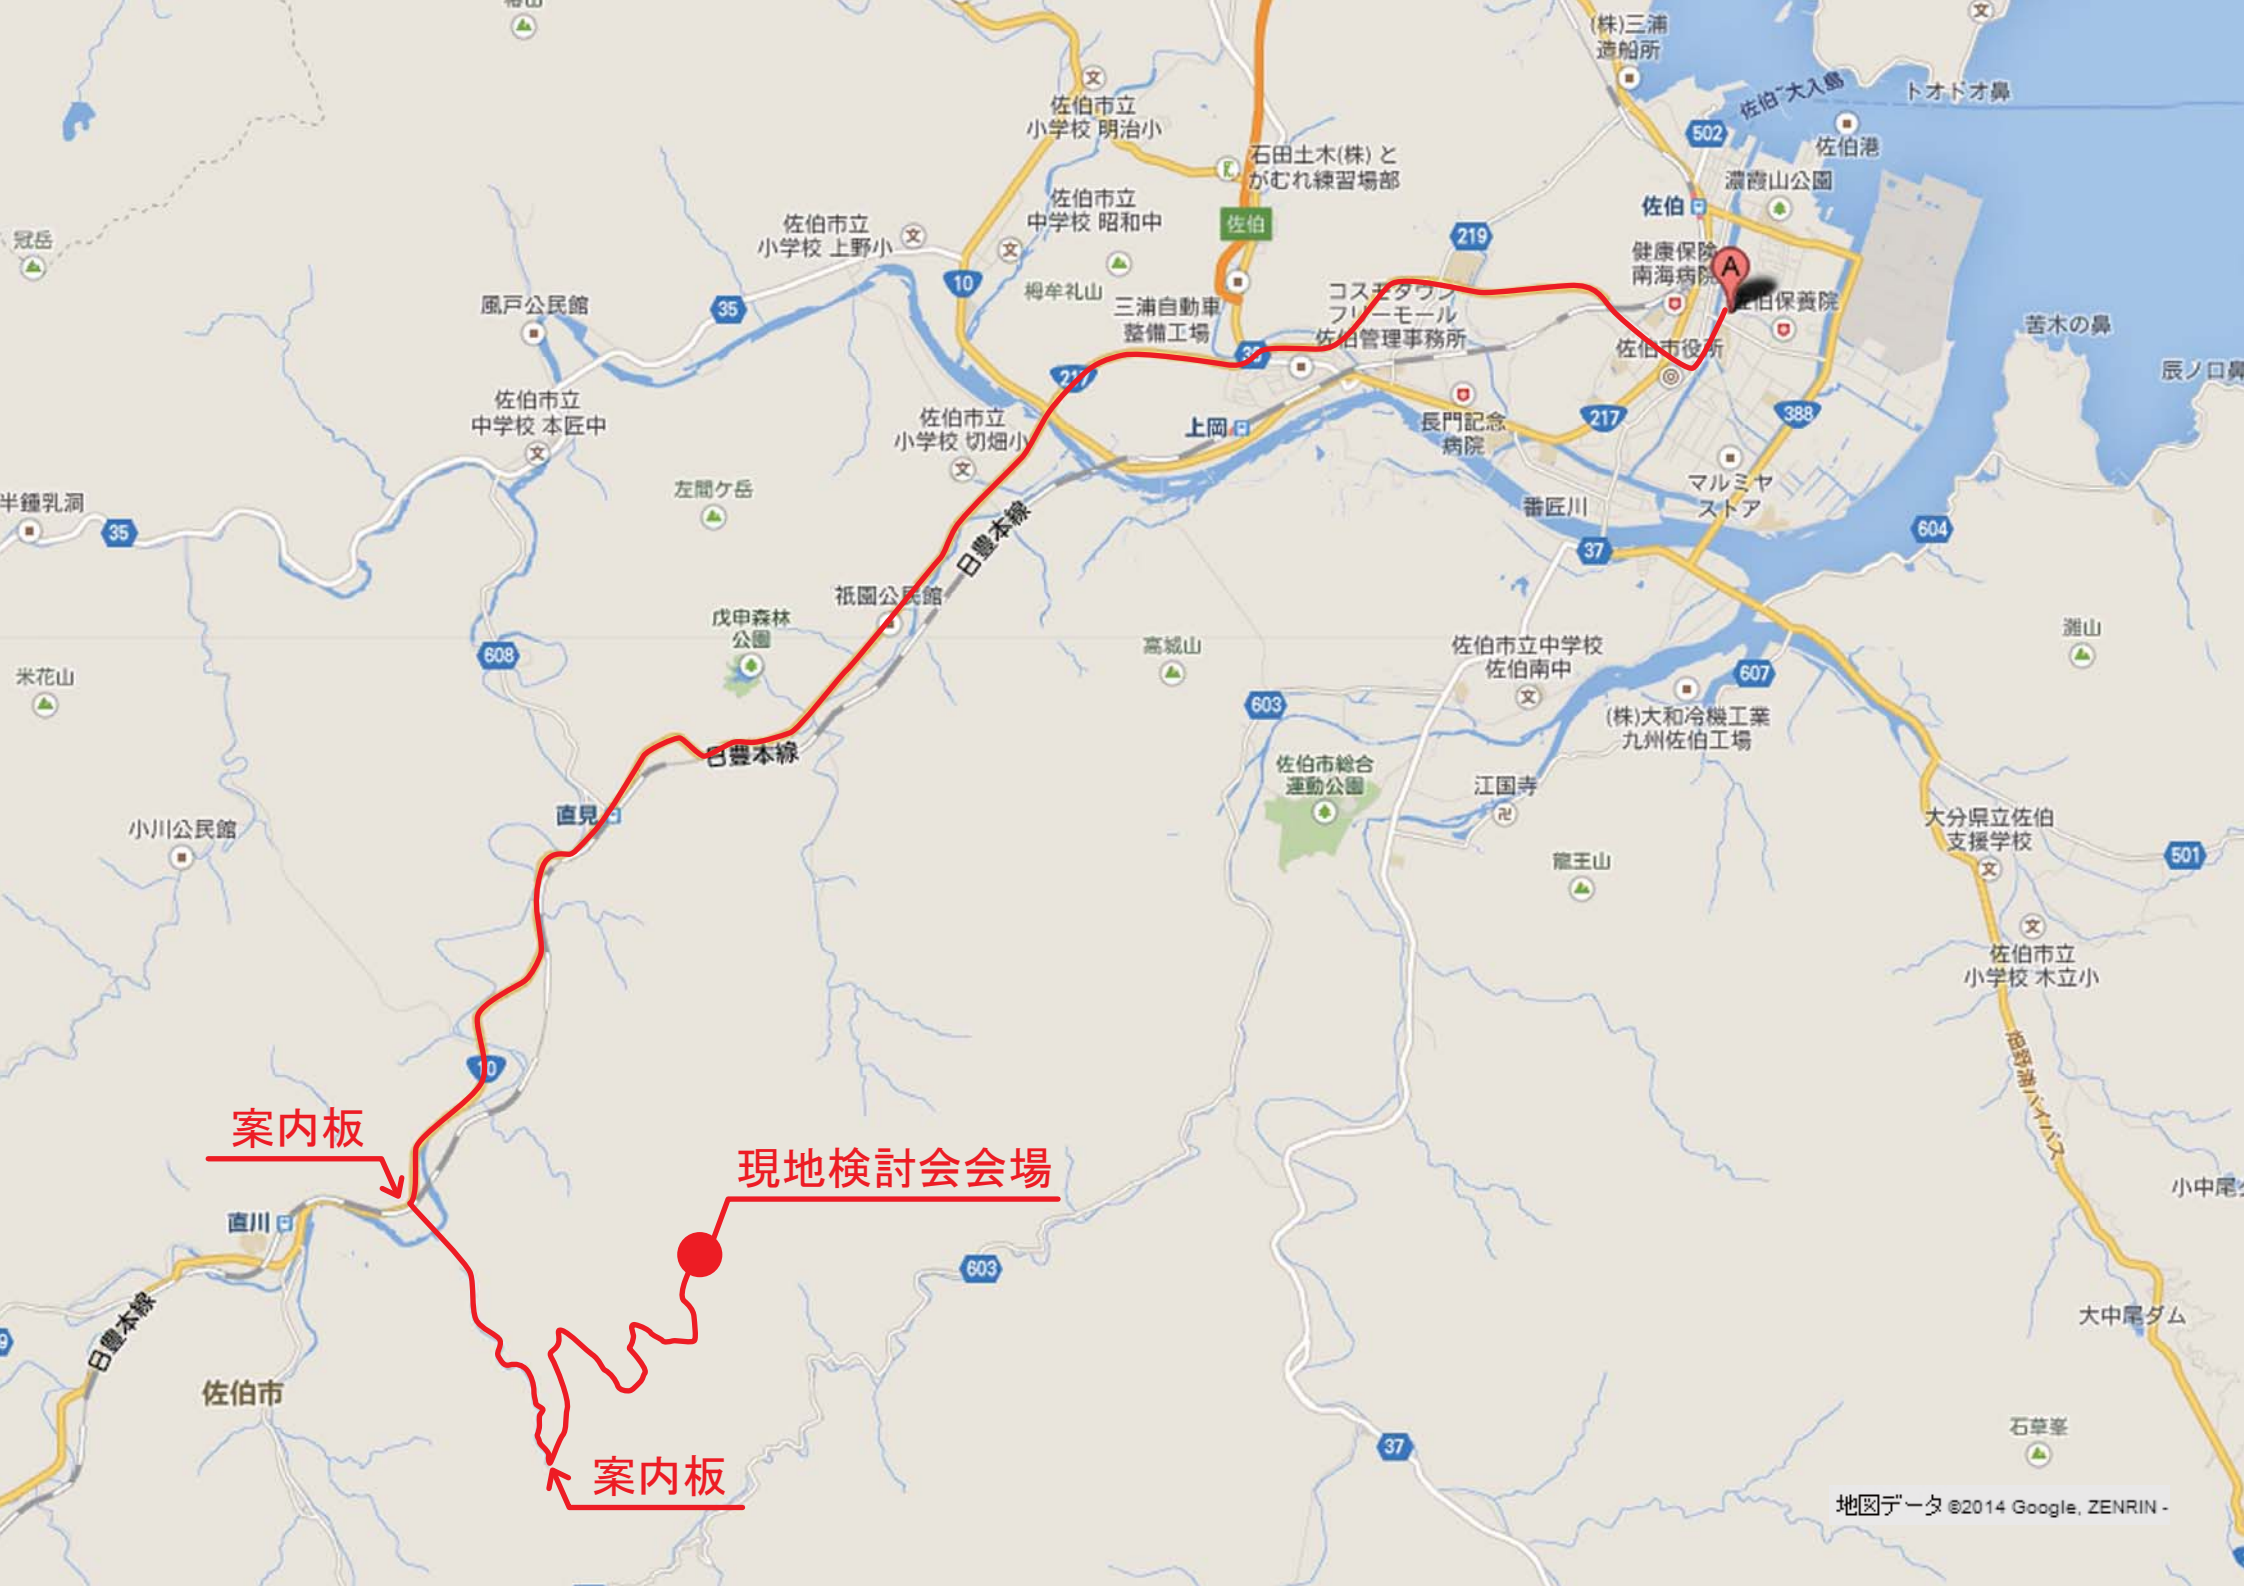 (株)三浦
造船所
トオドオ鼻
佐伯~大入島
佐伯港
502
濃霞山公園
佐伯市立
小学校 明治小
石田土木(株) と
がむれ練習場部
佐伯市立
中学校 昭和中
佐伯
佐伯
219
健康保険
南海病院
A
佐伯保養院
佐伯市立
小学校 上野小
冠岳
10
栂牟礼山
三浦自動車
整備工場
コスモタウン
フリーモール
佐伯管理事務所
風戸公民館
35
苫木の鼻
佐伯市役所
辰ノ口鼻
217
佐伯市立
中学校 本匠中
佐伯市立
小学校 切畑小
上岡
長門記念
病院
217
388
左間ケ岳
マルミヤ
ストア
半鍾乳洞
35
番匠川
604
日豊本線
37
祇園公民館
戊申森林
公園
608
高城山
佐伯市立中学校
佐伯南中
灘山
米花山
603
607
(株)大和冷機工業
九州佐伯工場
日豊本線
佐伯市総合
運動公園
江国寺
直見
小川公民館
大分県立佐伯
支援学校
龍王山
501
佐伯市立
小学校 木立小
畑野浦バイパス
10
案内板
現地検討会会場
小中尾
直川
603
日豊本線
大中尾ダム
佐伯市
石草峯
37
案内板
地図データ ©2014 Google, ZENRIN -